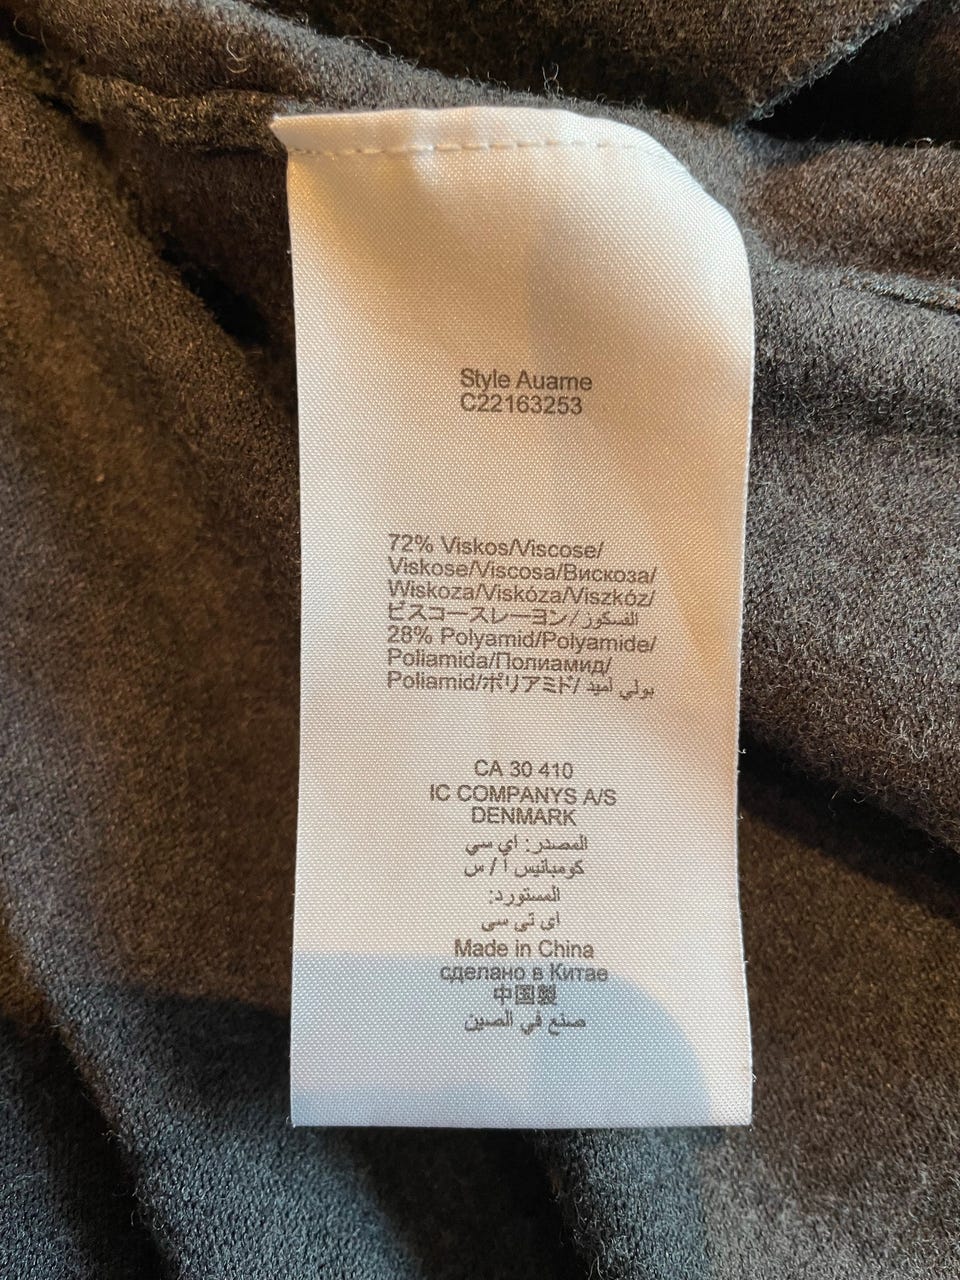 Style Auame
C22163253
72% Viskos/Viscose/
Viskose/Viscosa/Вискоза/
Wiskoza/Viskóza/Viszkóz/
ビスコースレーヨン/الفسكوز
28% Polyamid/Polyamide/
Poliamida/Полиамид/
Poliamid/ポリアミド/بولي اميد
CA 30 410
IC COMPANYS A/S
DENMARK
المصدر: اي سي
كومبانيس أ / س
المستورد:
اى تى سى
Made in China
сделано в Китае
中国製
صنع في الصين